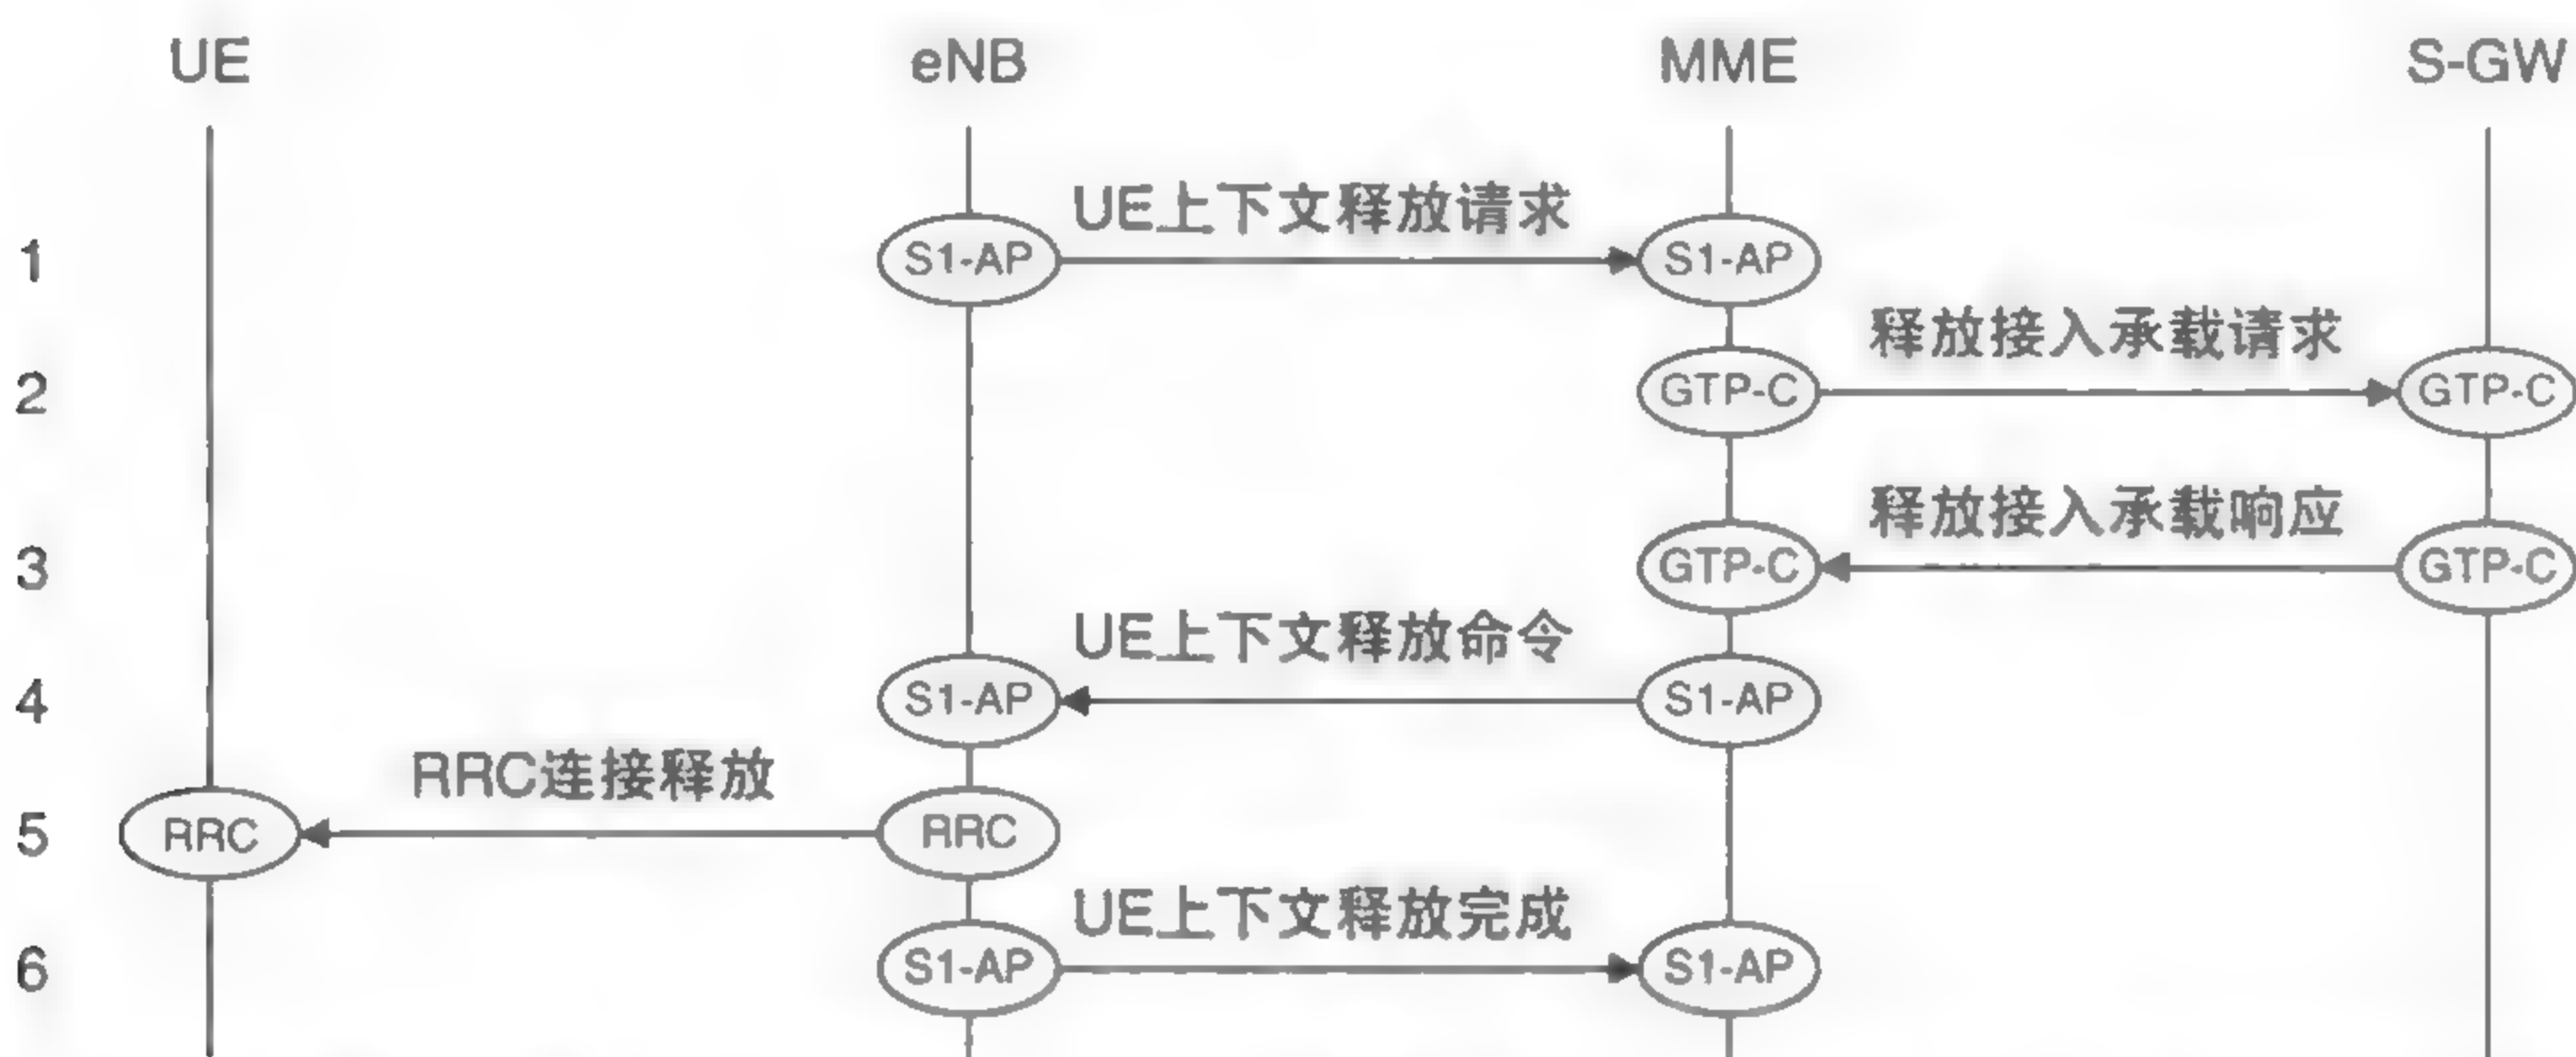 UE eNB MME S-GW
UE上下文释放请求
1 S1-AP S1-AP
释放接入承载请求
2 GTP-C GTP-C
释放接入承载响应
3 GTP-C GTP-C
UE上下文释放命令
4 S1-AP S1-AP
RRC连接释放
5 RRC RRC
UE上下文释放完成
6 S1-AP S1-AP